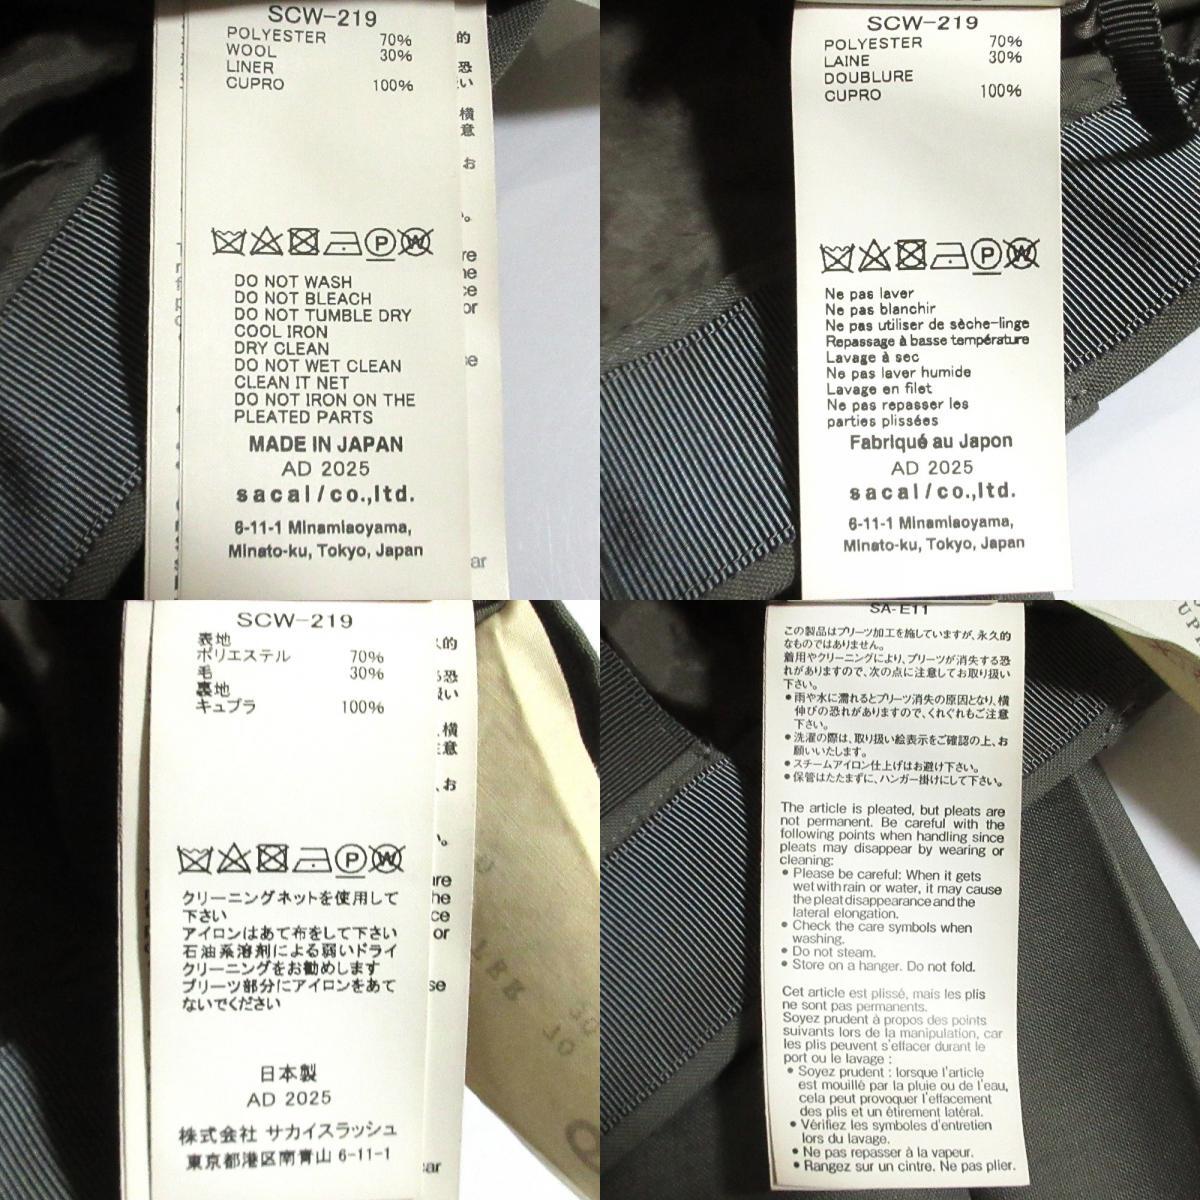 SCW-219
POLYESTER 70%
WOOL 30%
LINER
CUPRO 100%
DO NOT WASH
DO NOT BLEACH
DO NOT TUMBLE DRY
COOL IRON
DRY CLEAN
DO NOT WET CLEAN
CLEAN IT NET
DO NOT IRON ON THE
PLEATED PARTS
MADE IN JAPAN
AD 2025
sacai/co.,ltd.
6-11-1 Minamiaoyama,
Minato-ku, Tokyo, Japan
SCW-219
POLYESTER 70%
LAINE 30%
DOUBLURE
CUPRO 100%
Ne pas laver
Ne pas blanchir
Ne pas utiliser de sèche-linge
Repassage à basse température
Lavage à sec
Ne pas laver humide
Lavage en filet
Ne pas repasser les
parties plissées
Fabriqué au Japon
AD 2025
sacai/co.,ltd.
6-11-1 Minamiaoyama,
Minato-ku, Tokyo, Japan
SCW-219
表地
ポリエステル 70%
毛 30%
裏地
キュプラ 100%
クリーニングネットを使用して
下さい
アイロンはあて布をして下さい
石油系溶剤による弱いドライ
クリーニングをお勧めします
プリーツ部分にアイロンをあて
ないでください
日本製
AD 2025
株式会社 サカイスラッシュ
東京都港区南青山 6-11-1
SA-E11
この製品はプリーツ加工を施していますが、永久的
なものではありません。
着用やクリーニングにより、プリーツが消失する恐
れがありますので、次の点に注意してお取り扱い
下さい。
● 雨や水に濡れるとプリーツ消失の原因となり、横
伸びの恐れがありますので、くれぐれもご注意
下さい。
● 洗濯の際は、取り扱い絵表示をご確認の上、お
願いいたします。
● スチームアイロン仕上げはお避け下さい。
● 保管はたたまずに、ハンガー掛けにして下さい。
The article is pleated, but pleats are
not permanent. Be careful with the
following points when handling since
pleats may disappear by wearing or
cleaning:
● Please be careful: When it gets
wet with rain or water, it may cause
the pleat disappearance and the
lateral elongation.
● Check the care symbols when
washing.
● Do not steam.
● Store on a hanger. Do not fold.
Cet article est plissé, mais les plis
ne sont pas permanents.
Soyez prudent à propos des points
suivants lors de la manipulation, car
les plis peuvent s'effacer durant le
port ou le lavage :
● Soyez prudent : lorsque l'article
est mouillé par la pluie ou de l'eau,
cela peut provoquer l'effacement
des plis et un étirement latéral.
● Vérifiez les symboles d'entretien
lors du lavage.
● Ne pas repasser à la vapeur.
● Rangez sur un cintre. Ne pas plier.